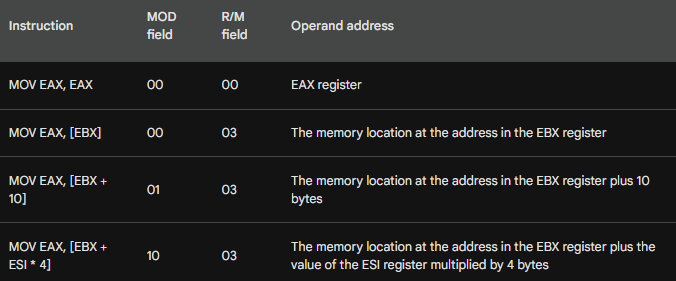 Instruction MOD field R/M field Operand address
MOV EAX, EAX 00 00 EAX register
MOV EAX, [EBX] 00 03 The memory location at the address in the EBX register
MOV EAX, [EBX + 10] 01 03 The memory location at the address in the EBX register plus 10 bytes
MOV EAX, [EBX + ESI * 4] 10 03 The memory location at the address in the EBX register plus the value of the ESI register multiplied by 4 bytes